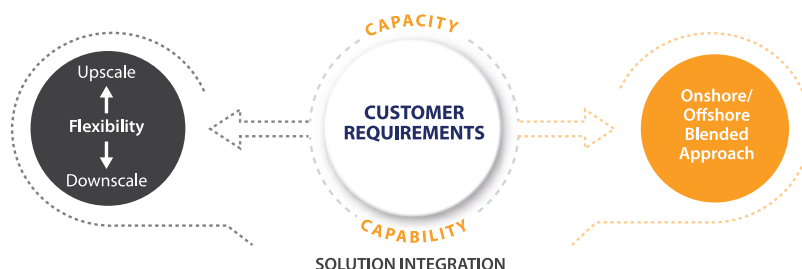 CAPACITY
Upscale
Flexibility
Downscale
CUSTOMER
REQUIREMENTS
Onshore/
Offshore
Blended
Approach
CAPABILITY
SOLUTION INTEGRATION